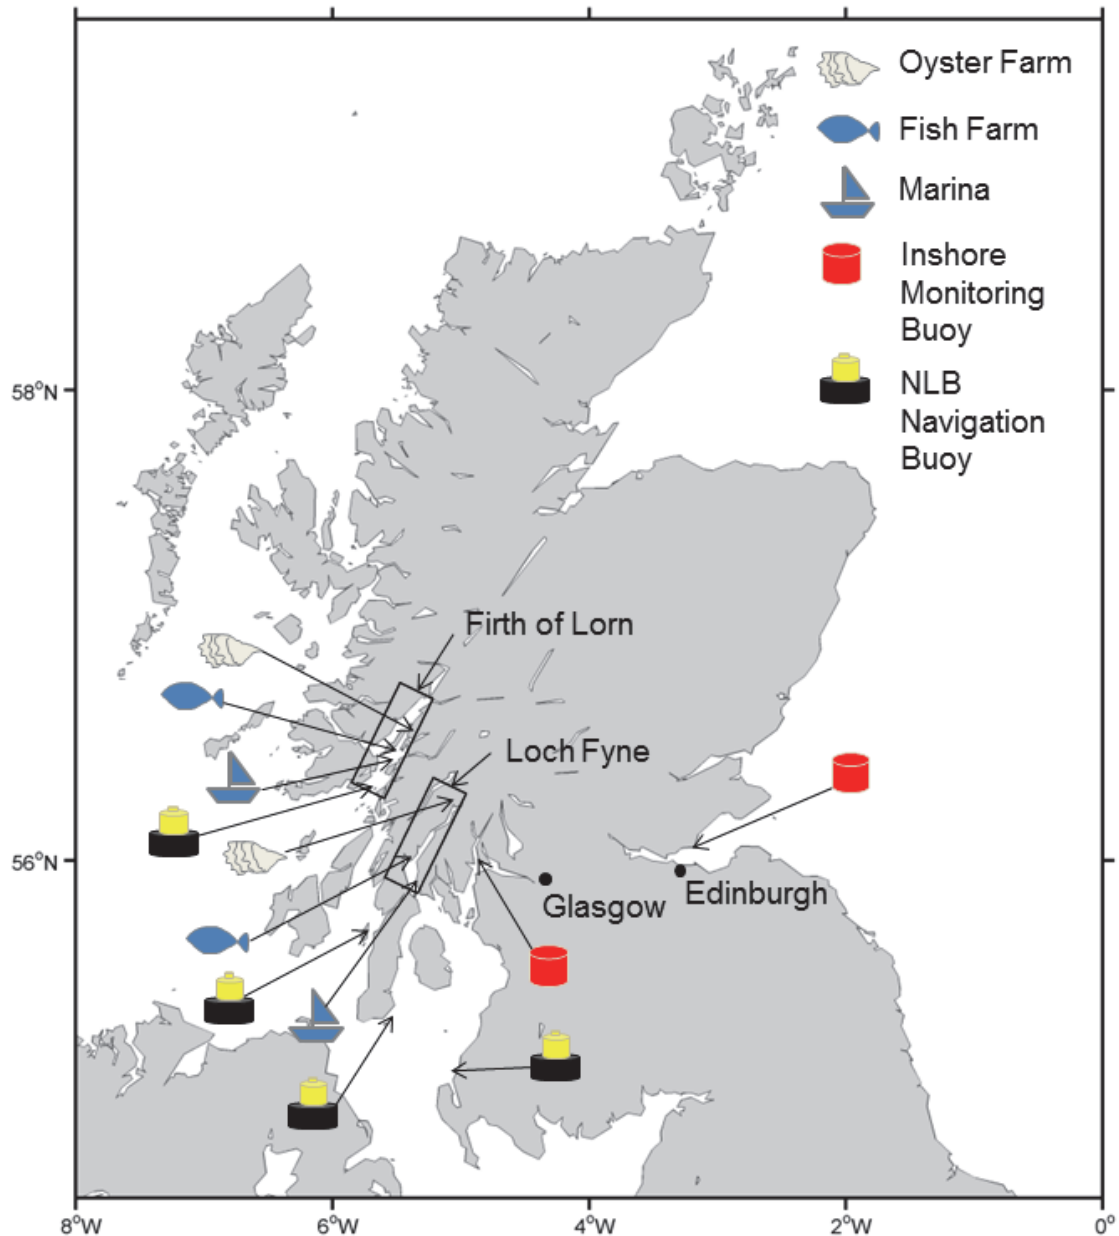 Oyster Farm
Fish Farm
Marina
Inshore
Monitoring
Buoy
NLB
Navigation
Buoy
58°N
Firth of Lorn
Loch Fyne
56°N
Edinburgh
Glasgow
8°W
6°W
4°W
2°W
0°